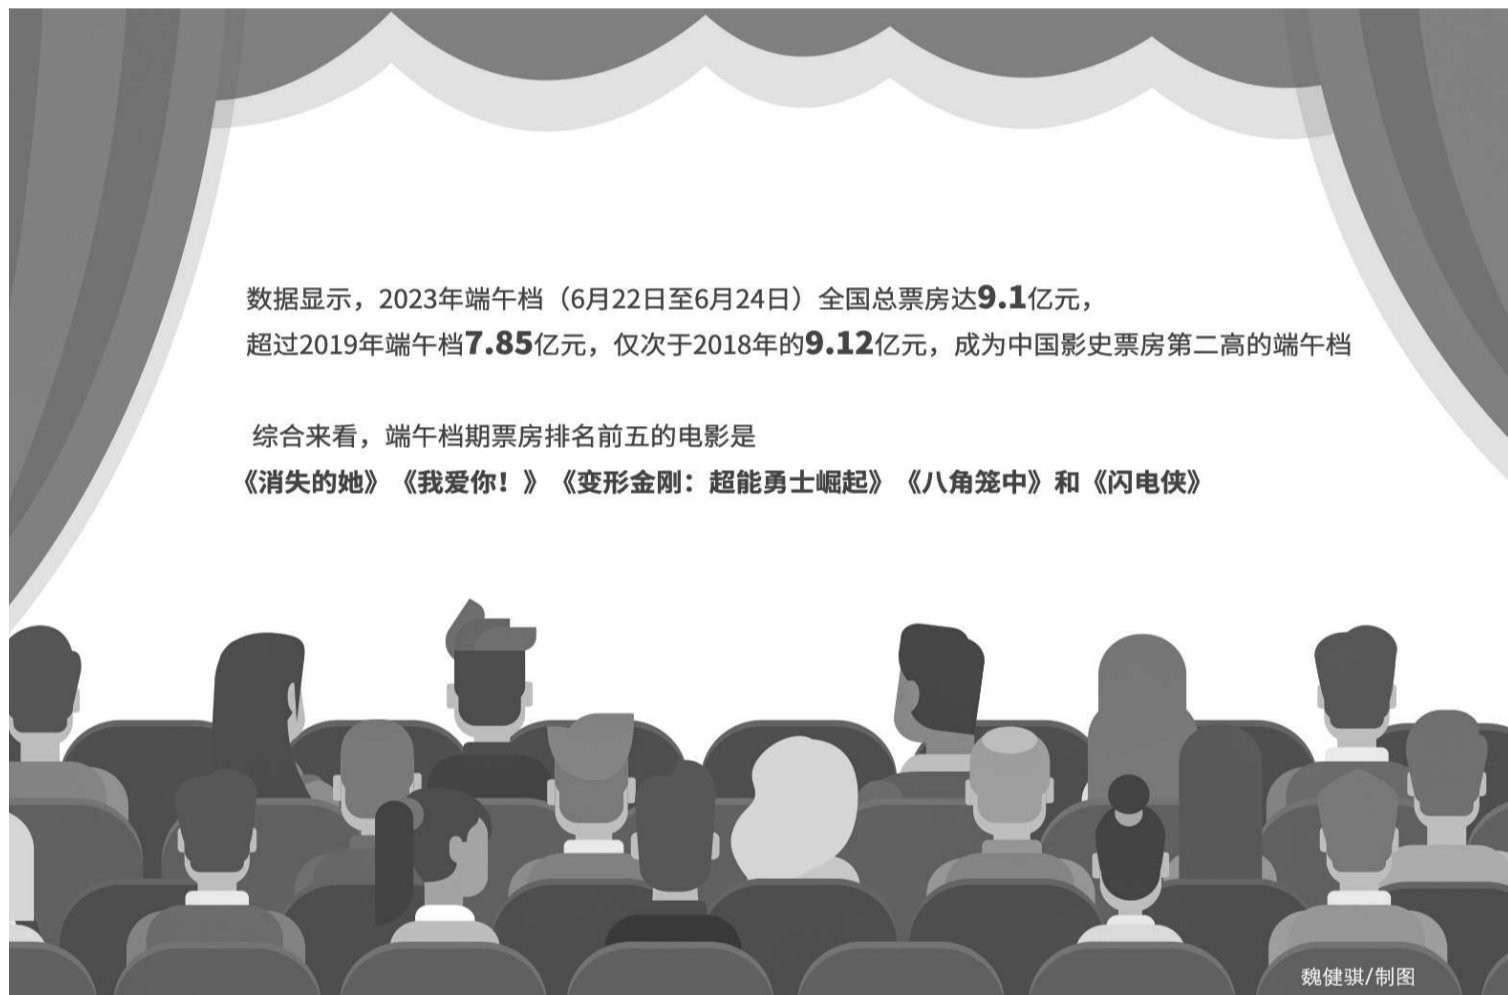 数据显示，2023年端午档（6月22日至6月24日）全国总票房达9.1亿元，
超过2019年端午档7.85亿元，仅次于2018年的9.12亿元，成为中国影史票房第二高的端午档
综合来看，端午档期票房排名前五的电影是
《消失的她》《我爱你！》《变形金刚：超能勇士崛起》《八角笼中》和《闪电侠》
魏健骐/制图